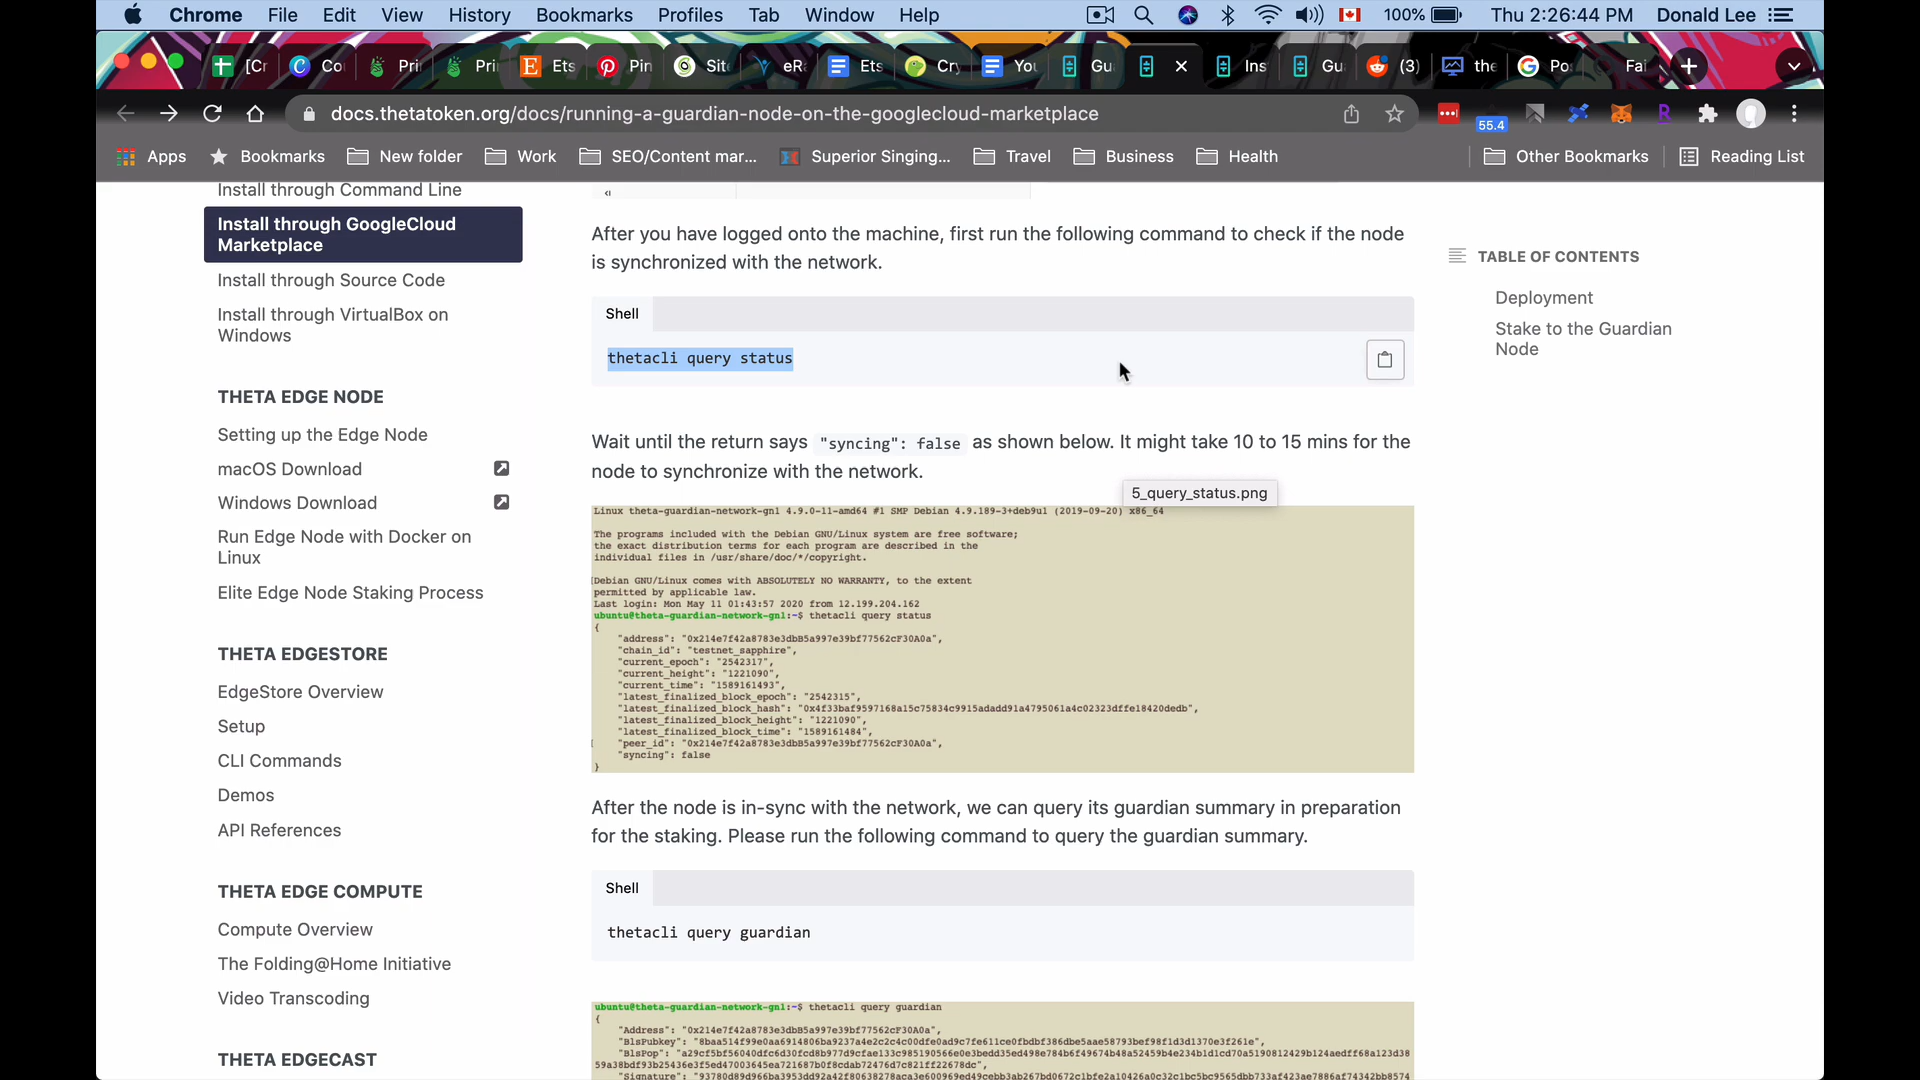 Chrome File Edit View History Bookmarks Profiles Tab Window Help 100% Thu 2:26:44 PM Donald Lee
[Cr Co Pri Pri Ets Pin Sit eRa Ets Cry You Gu Ins Gu (3) the Po Fai
docs.thetatoken.org/docs/running-a-guardian-node-on-the-googlecloud-marketplace 55.4
Apps Bookmarks New folder Work SEO/Content mar... Superior Singing... Travel Business Health Other Bookmarks Reading List
Install through Command Line
Install through GoogleCloud
Marketplace
Install through Source Code
Install through VirtualBox on
Windows
THETA EDGE NODE
Setting up the Edge Node
macOS Download
Windows Download
Run Edge Node with Docker on
Linux
Elite Edge Node Staking Process
THETA EDGESTORE
EdgeStore Overview
Setup
CLI Commands
Demos
API References
THETA EDGE COMPUTE
Compute Overview
The Folding@Home Initiative
Video Transcoding
THETA EDGECAST
After you have logged onto the machine, first run the following command to check if the node
is synchronized with the network.
Shell
thetacli query status
Wait until the return says "syncing": false as shown below. It might take 10 to 15 mins for the
node to synchronize with the network.
5_query_status.png
Linux theta-guardian-network-gn1 4.9.0-11-amd64 #1 SMP Debian 4.9.189-3+deb9u1 (2019-09-20) x86_64
The programs included with the Debian GNU/Linux system are free software;
the exact distribution terms for each program are described in the
individual files in /usr/share/doc/*/copyright.
Debian GNU/Linux comes with ABSOLUTELY NO WARRANTY, to the extent
permitted by applicable law.
Last login: Mon May 11 01:43:57 2020 from 12.199.204.162
ubuntu@theta-guardian-network-gn1:~$ thetacli query status
{
"address": "0x214e7f42a8783e3dbB5a997e39bf77562cF30A0a",
"chain_id": "testnet_sapphire",
"current_epoch": "2542317",
"current_height": "1221090",
"current_time": "1589161493",
"latest_finalized_block_epoch": "2542315",
"latest_finalized_block_hash": "0x4f33baf9597168a15c75834c9915adadd91a4795061a4c02323dffe18420dedb",
"latest_finalized_block_height": "1221090",
"latest_finalized_block_time": "1589161484",
"peer_id": "0x214e7f42a8783e3dbB5a997e39bf77562cF30A0a",
"syncing": false
}
After the node is in-sync with the network, we can query its guardian summary in preparation
for the staking. Please run the following command to query the guardian summary.
Shell
thetacli query guardian
ubuntu@theta-guardian-network-gn1:~$ thetacli query guardian
{
"Address": "0x214e7f42a8783e3dbB5a997e39bf77562cF30A0a",
"BlsPubkey": "8baa514f99e0aa6914806ba9237a4e2c2c4c00dfe0ad9c7fe611ce0fbdbf386dbe5aae58793bef98f1d3d1370e3f261e",
"BlsPop": "a29cf5bf56040dfc6d30fcd8b977d9cfae133c985190566e0e3bedd35ed498e784b6f49674b48a52459b4e234b1d1cd70a5190812429b124aedff68a123d38
59a38bdf93b25436e3f5ed47003645ea721687b0f8cdab72476d7c821ff22678dc",
TABLE OF CONTENTS
Deployment
Stake to the Guardian
Node